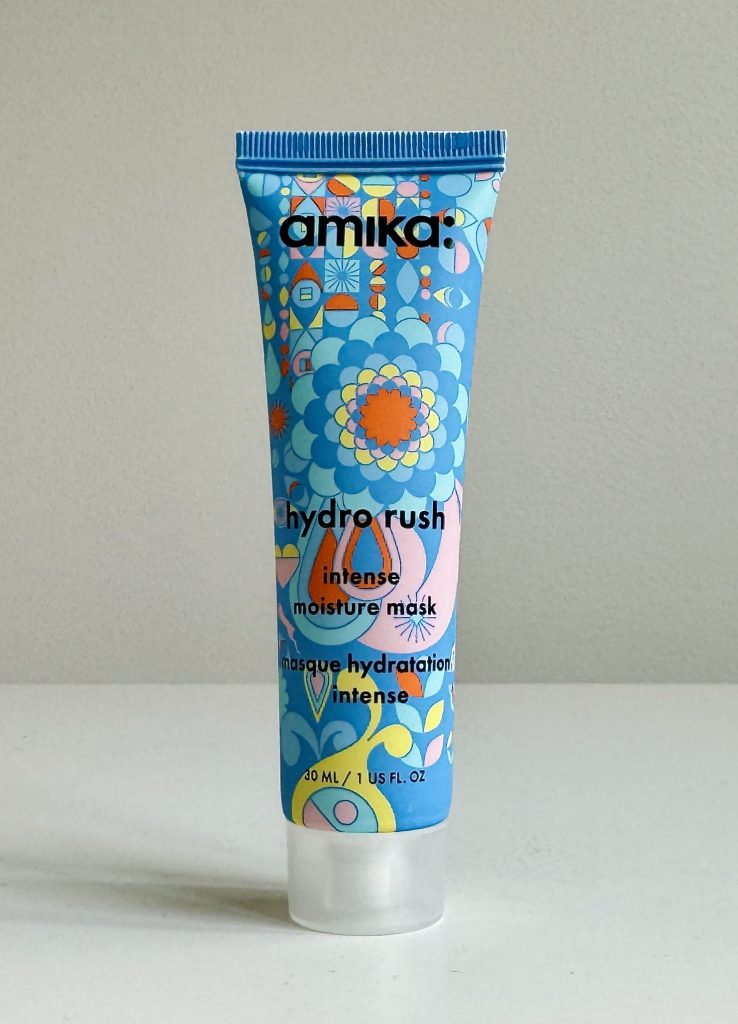 amika:
hydro rush
intense
moisture mask
masque hydratation
intense
30 ML / 1 US FL. OZ